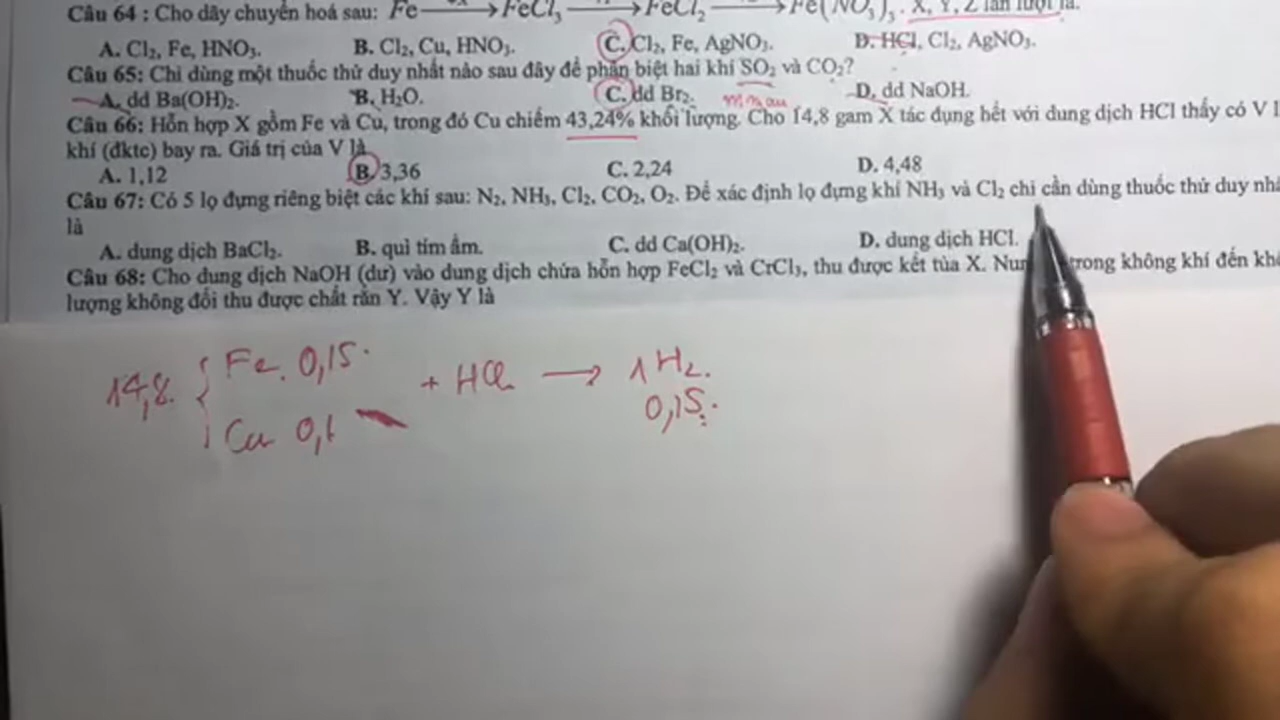 Câu 64 : Cho dãy chuyển hoá sau: Fe → FeCl₃ → FeCl₂ → Fe(NO₃)₃. X, Y, Z lần lượt là:
A. Cl₂, Fe, HNO₃. B. Cl₂, Cu, HNO₃. C. Cl₂, Fe, AgNO₃. D. HCl, Cl₂, AgNO₃.
Câu 65: Chỉ dùng một thuốc thử duy nhất nào sau đây để phân biệt hai khí SO₂ và CO₂?
A. dd Ba(OH)₂. B. H₂O. C. dd Br₂. D. dd NaOH.
m màu
Câu 66: Hỗn hợp X gồm Fe và Cu, trong đó Cu chiếm 43,24% khối lượng. Cho 14,8 gam X tác dụng hết với dung dịch HCl thấy có V l
khí (đktc) bay ra. Giá trị của V là
A. 1,12 B. 3,36 C. 2,24 D. 4,48
Câu 67: Có 5 lọ đựng riêng biệt các khí sau: N₂, NH₃, Cl₂, CO₂, O₂. Để xác định lọ đựng khí NH₃ và Cl₂ chỉ cần dùng thuốc thử duy nhấ
là
A. dung dịch BaCl₂. B. quì tím ẩm. C. dd Ca(OH)₂. D. dung dịch HCl.
Câu 68: Cho dung dịch NaOH (dư) vào dung dịch chứa hỗn hợp FeCl₂ và CrCl₃, thu được kết tủa X. Nun trong không khí đến khố
lượng không đổi thu được chất rắn Y. Vậy Y là
14,8. { Fe. 0,15. + HCl → 1 H₂.
Cu 0,1 0,15.